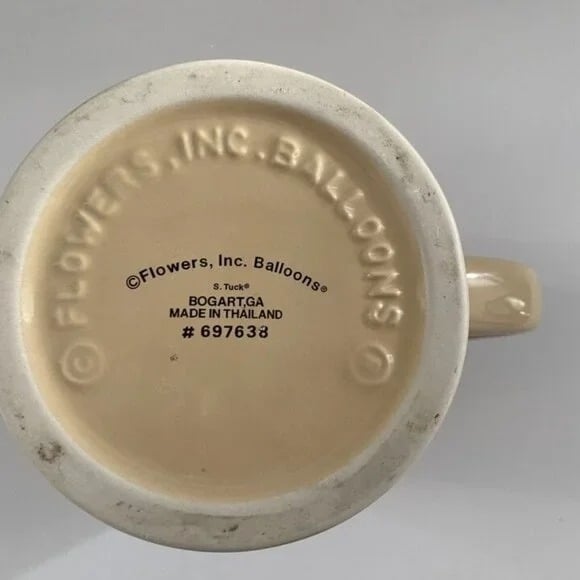 © FLOWERS, INC. BALLOONS ©
©Flowers, Inc. Balloons®
S. Tuck®
BOGART,GA
MADE IN THAILAND
# 697638